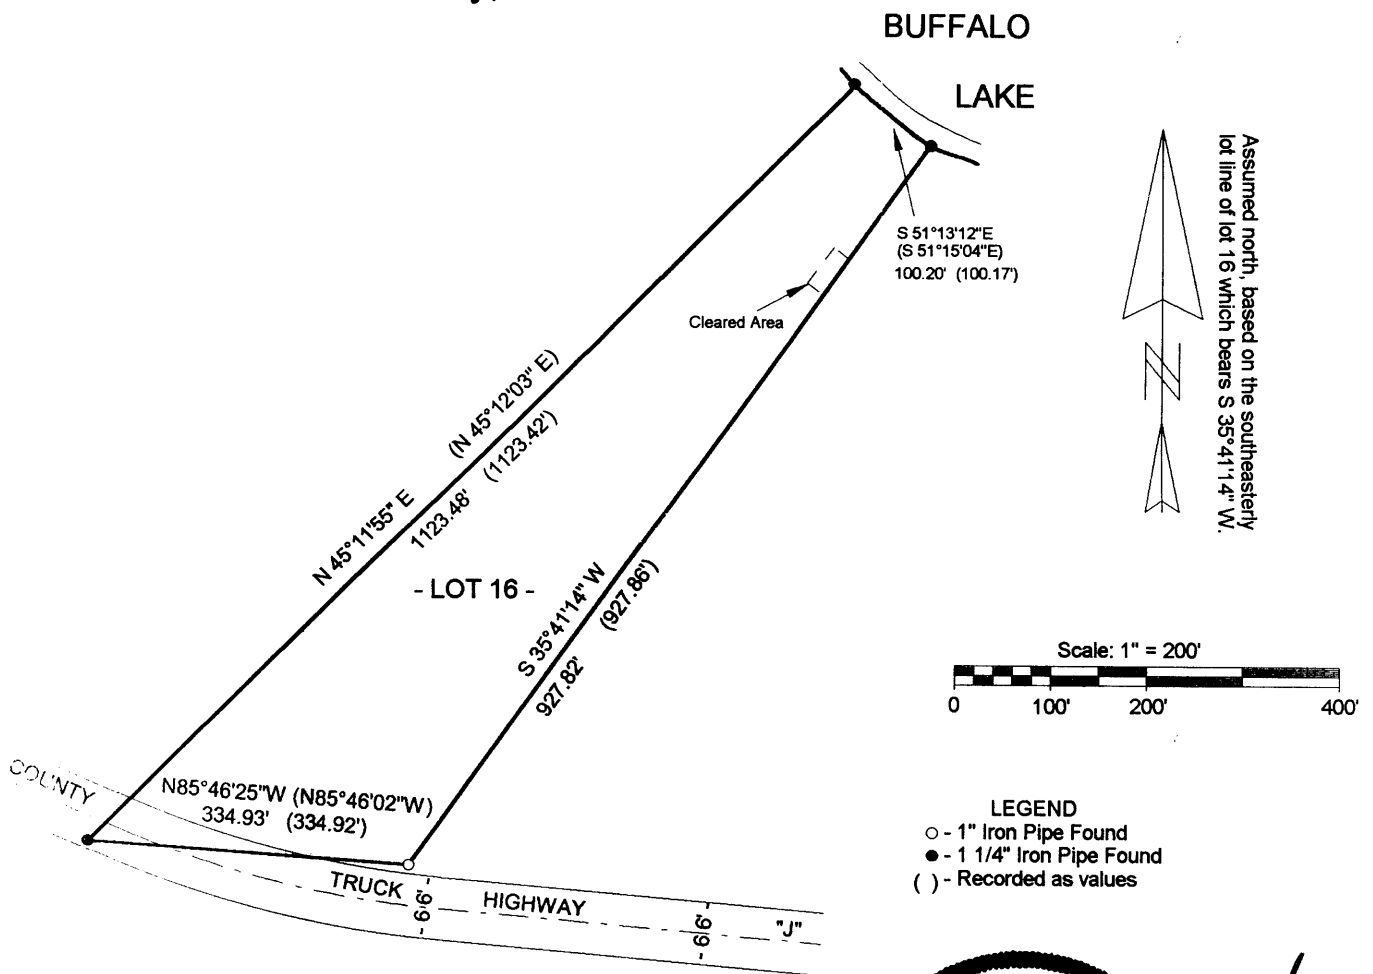 BUFFALO
LAKE
Assumed north, based on the southeasterly
lot line of lot 16 which bears S 35°41'14" W.
N
S 51°13'12"E
(S 51°15'04"E)
100.20' (100.17')
Cleared Area
(N 45°12'03" E)
(1123.42')
N 45°11'55" E
1123.48'
- LOT 16 -
S 35°41'14" W
(927.86')
927.82'
Scale: 1" = 200'
0 100' 200' 400'
COUNTY
N85°46'25"W (N85°46'02"W)
334.93' (334.92')
TRUCK HIGHWAY "J"
LEGEND
○ - 1" Iron Pipe Found
● - 1 1/4" Iron Pipe Found
( ) - Recorded as values